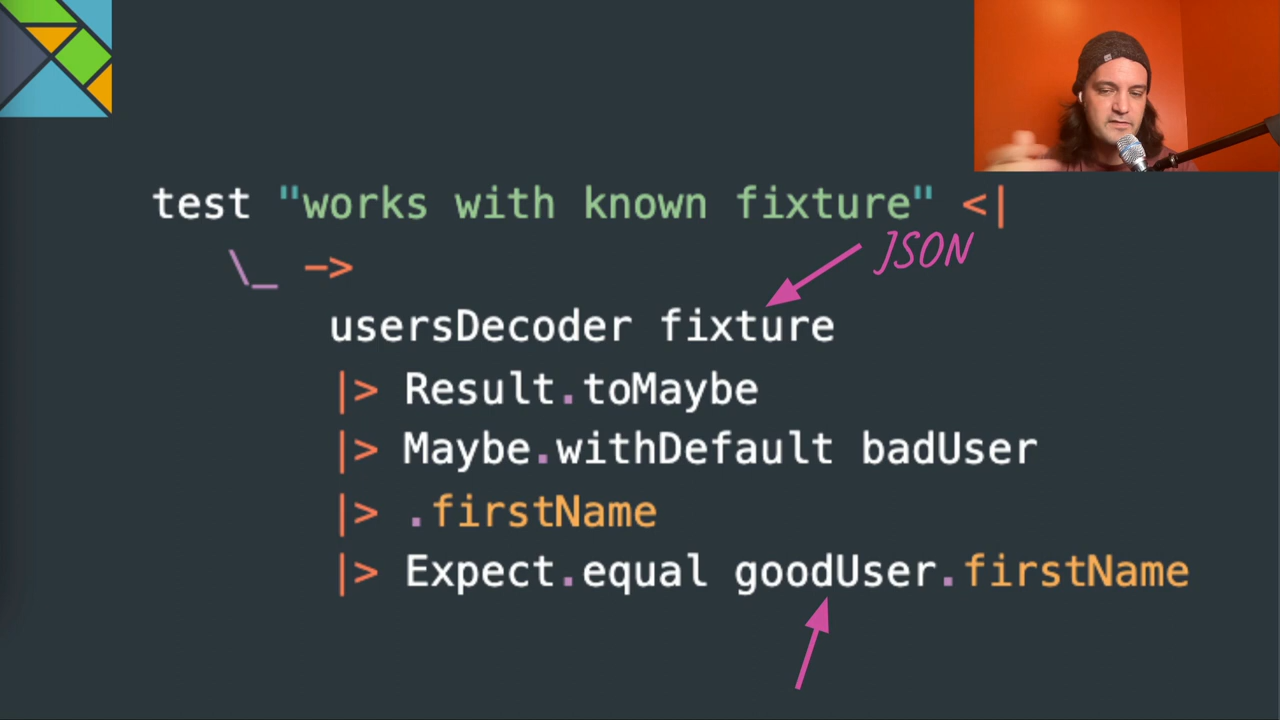 test "works with known fixture" <|
\_ ->
JSON
usersDecoder fixture
|> Result.toMaybe
|> Maybe.withDefault badUser
|> .firstName
|> Expect.equal goodUser.firstName